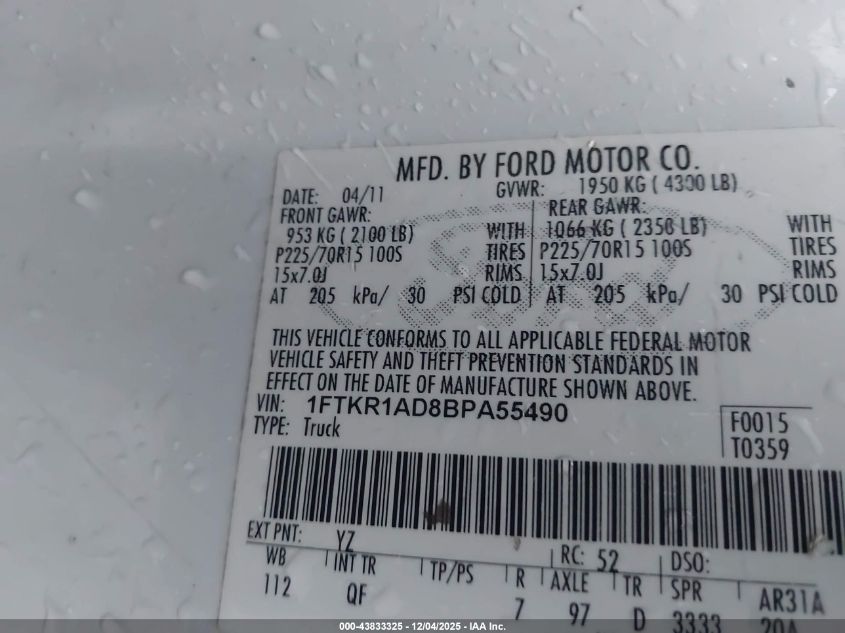 MFD. BY FORD MOTOR CO.
DATE: 04/11 GVWR: 1950 KG ( 4300 LB)
FRONT GAWR: REAR GAWR:
953 KG ( 2100 LB) WITH 1066 KG ( 2350 LB) WITH
P225/70R15 100S TIRES P225/70R15 100S TIRES
15x7.0J RIMS 15x7.0J RIMS
AT 205 kPa/ 30 PSI COLD AT 205 kPa/ 30 PSI COLD
THIS VEHICLE CONFORMS TO ALL APPLICABLE FEDERAL MOTOR
VEHICLE SAFETY AND THEFT PREVENTION STANDARDS IN
EFFECT ON THE DATE OF MANUFACTURE SHOWN ABOVE.
VIN: 1FTKR1AD8BPA55490
TYPE: Truck
F0015
T0359
EXT PNT: YZ RC: 52 DSO:
WB INT TR TP/PS R AXLE TR SPR AR31A
112 QF 7 97 D 3333 20A
000-43833325 - 12/04/2025 - IAA Inc.